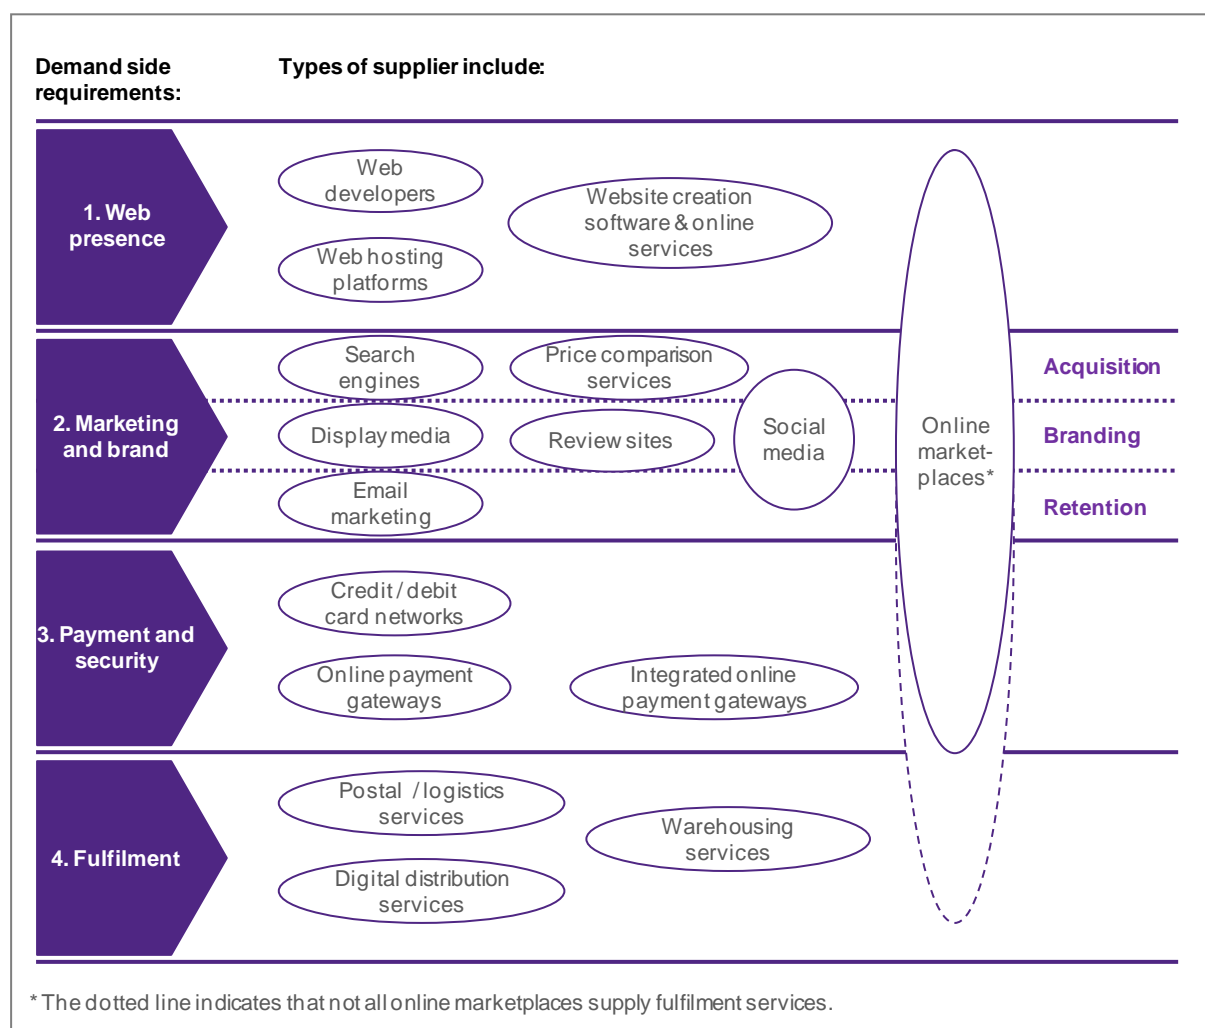 Demand side
requirements:
Types of supplier include:
1. Web
presence
Web
developers
Website creation
software & online
services
Web hosting
platforms
2. Marketing
and brand
Search
engines
Price comparison
services
Acquisition
Display media
Review sites
Social
media
Online
market-
places*
Branding
Email
marketing
Retention
3. Payment and
security
Credit / debit
card networks
Online payment
gateways
Integrated online
payment gateways
4. Fulfilment
Postal / logistics
services
Warehousing
services
Digital distribution
services
* The dotted line indicates that not all online marketplaces supply fulfilment services.